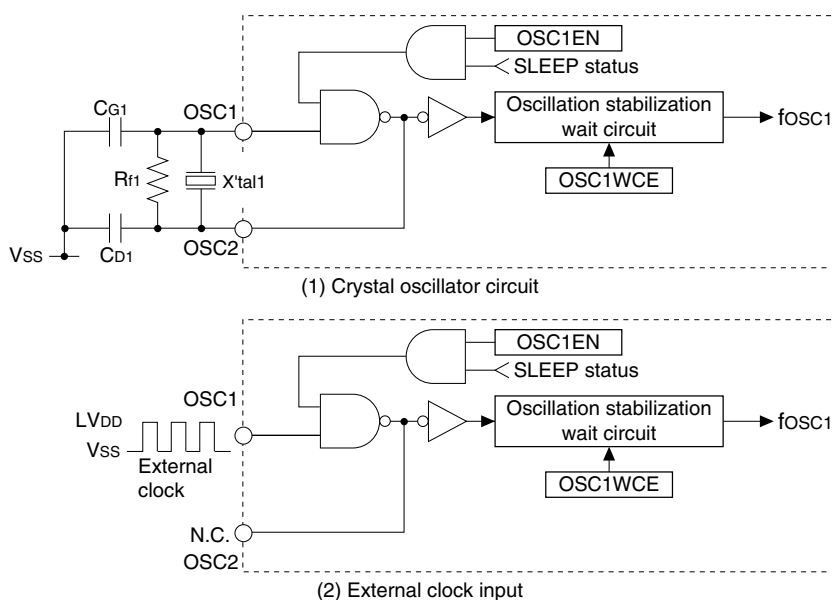 OSC1EN
SLEEP status
CG1
OSC1
Oscillation stabilization
wait circuit
fOSC1
Rf1
X'tal1
OSC1WCE
OSC2
VSS
CD1
(1) Crystal oscillator circuit
OSC1EN
SLEEP status
OSC1
LVDD
Oscillation stabilization
wait circuit
fOSC1
VSS
External
clock
OSC1WCE
N.C.
OSC2
(2) External clock input